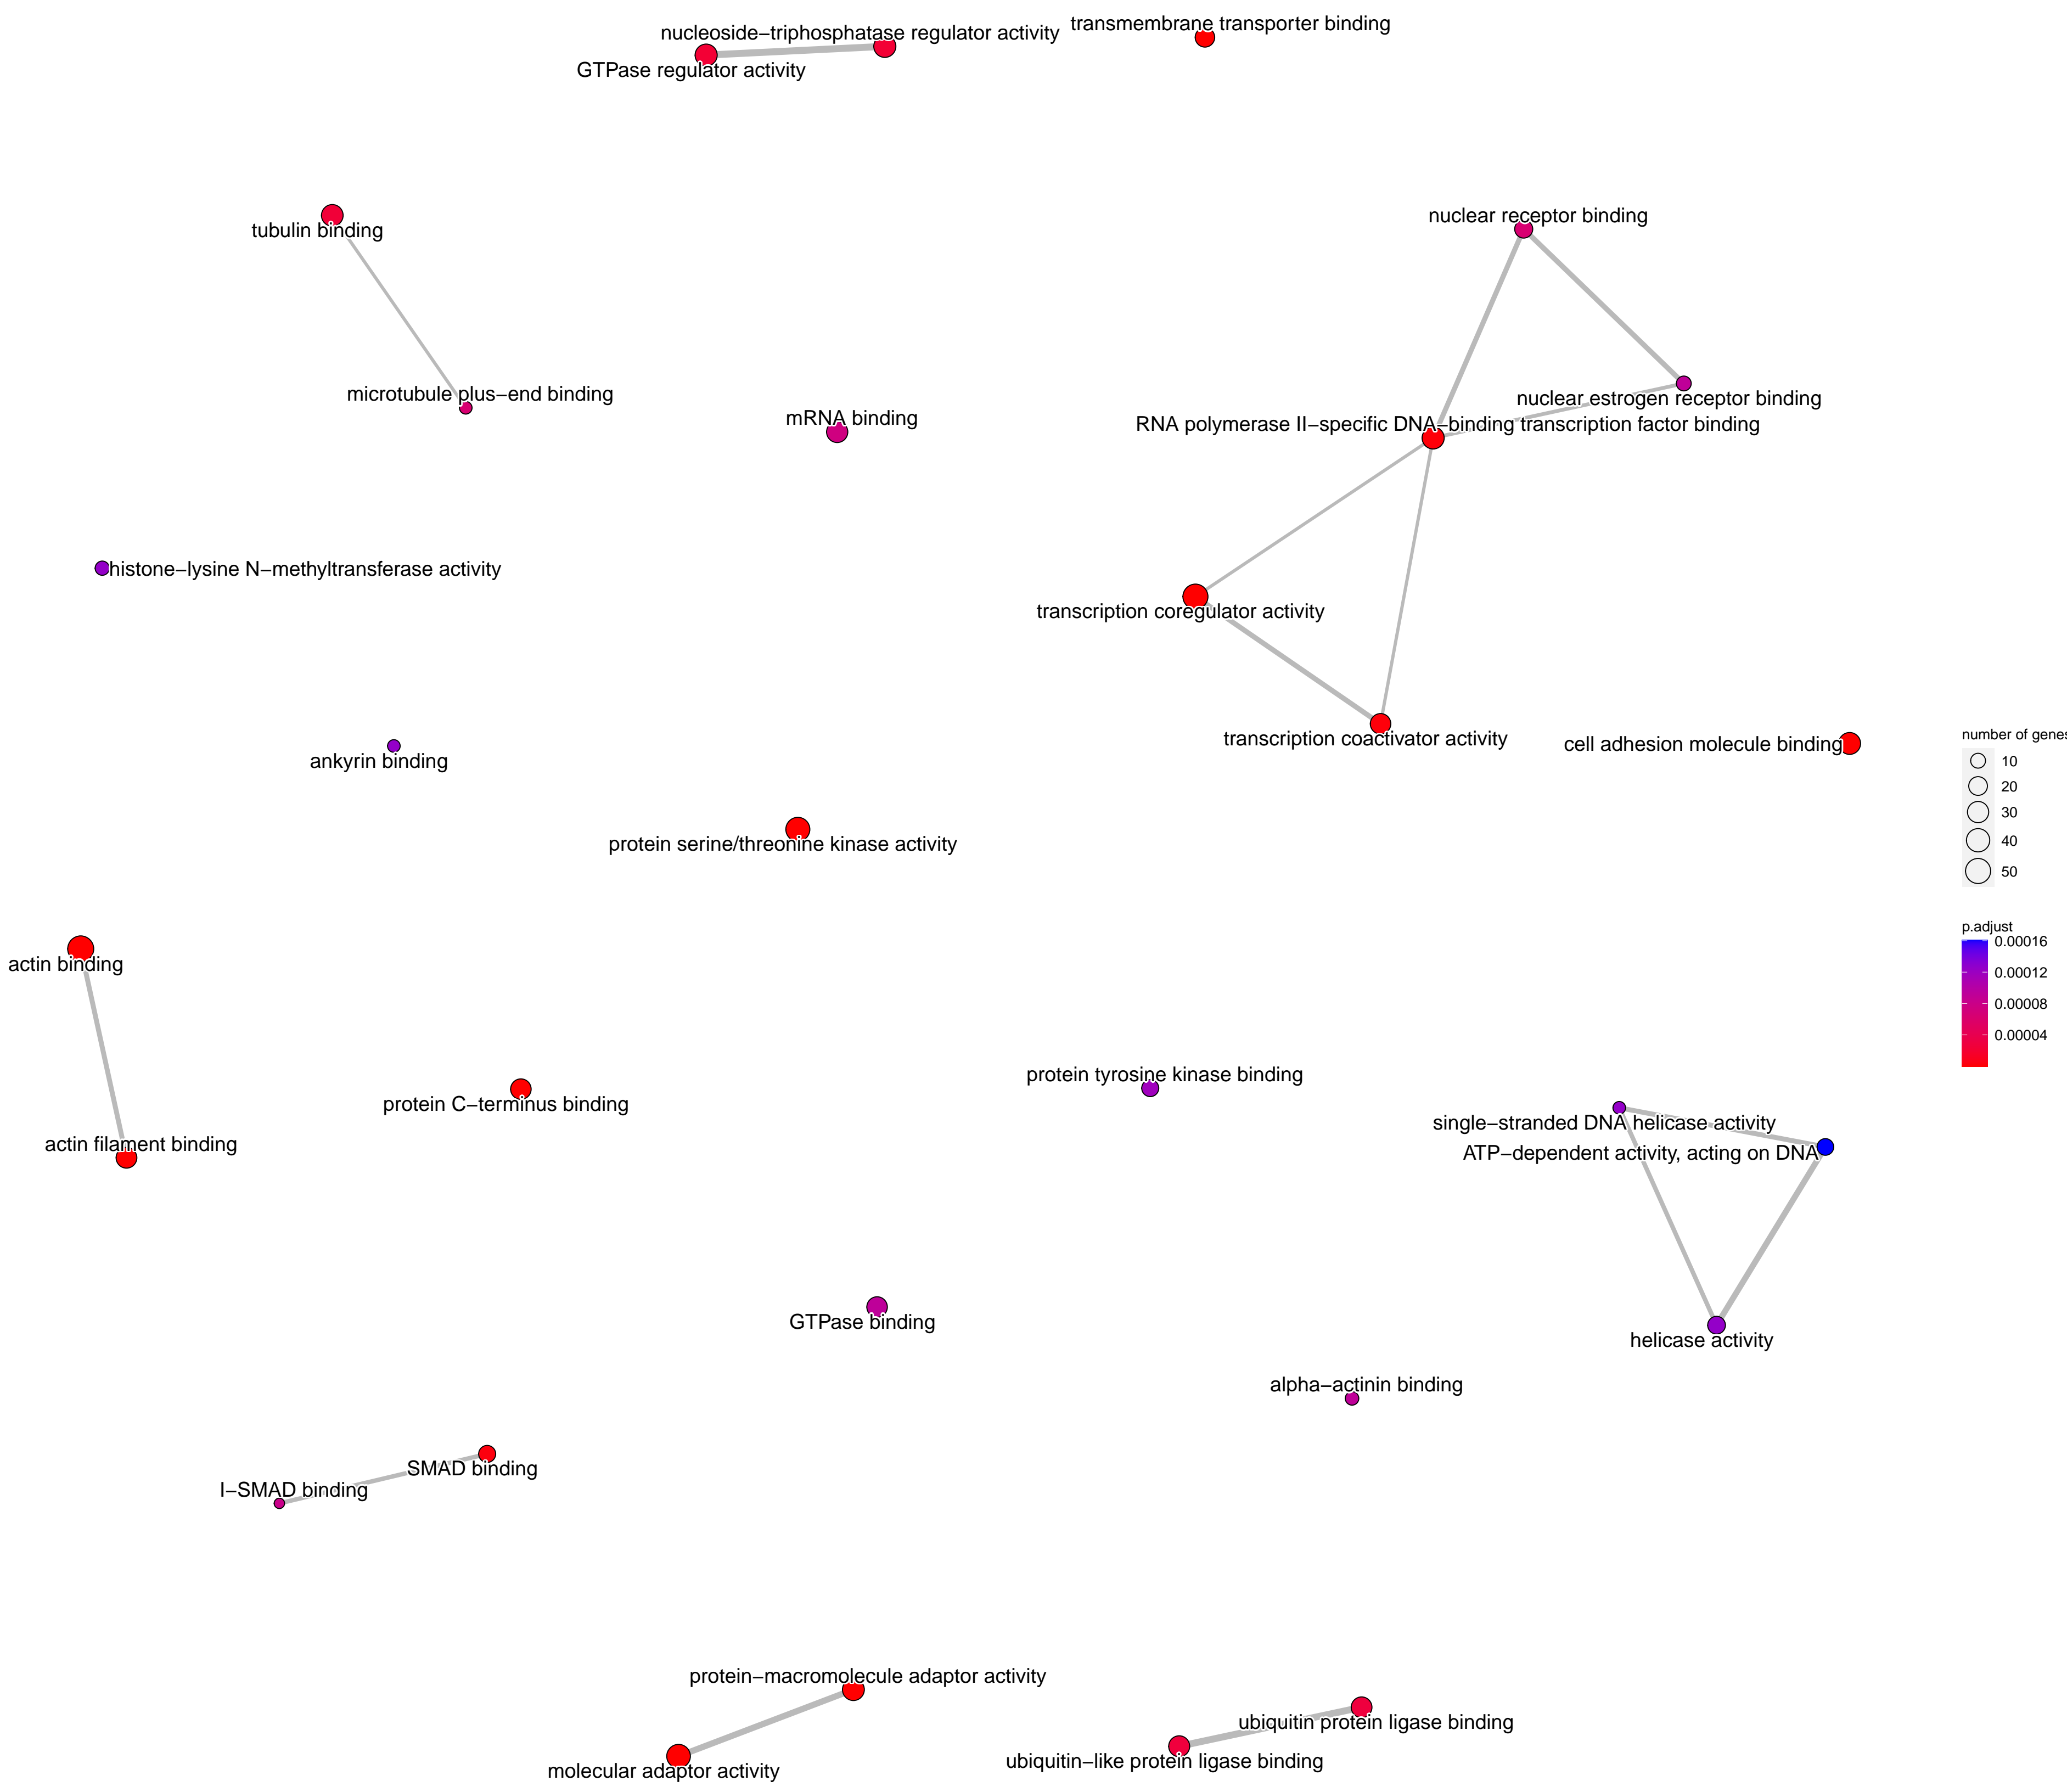 transmembrane transporter binding
nucleoside−triphosphatase regulator activity
GTPase regulator activity
nuclear receptor binding
tubulin binding
microtubule plus−end binding
nuclear estrogen receptor binding
mRNA binding
RNA polymerase II−specific DNA−binding transcription factor binding
histone−lysine N−methyltransferase activity
transcription coregulator activity
transcription coactivator activity
cell adhesion molecule binding
ankyrin binding
protein serine/threonine kinase activity
number of genes
10
20
30
40
50
p.adjust
0.00016
0.00012
0.00008
0.00004
actin binding
protein tyrosine kinase binding
protein C−terminus binding
single−stranded DNA helicase activity
actin filament binding
ATP−dependent activity, acting on DNA
GTPase binding
helicase activity
alpha−actinin binding
SMAD binding
I−SMAD binding
protein−macromolecule adaptor activity
ubiquitin protein ligase binding
ubiquitin−like protein ligase binding
molecular adaptor activity